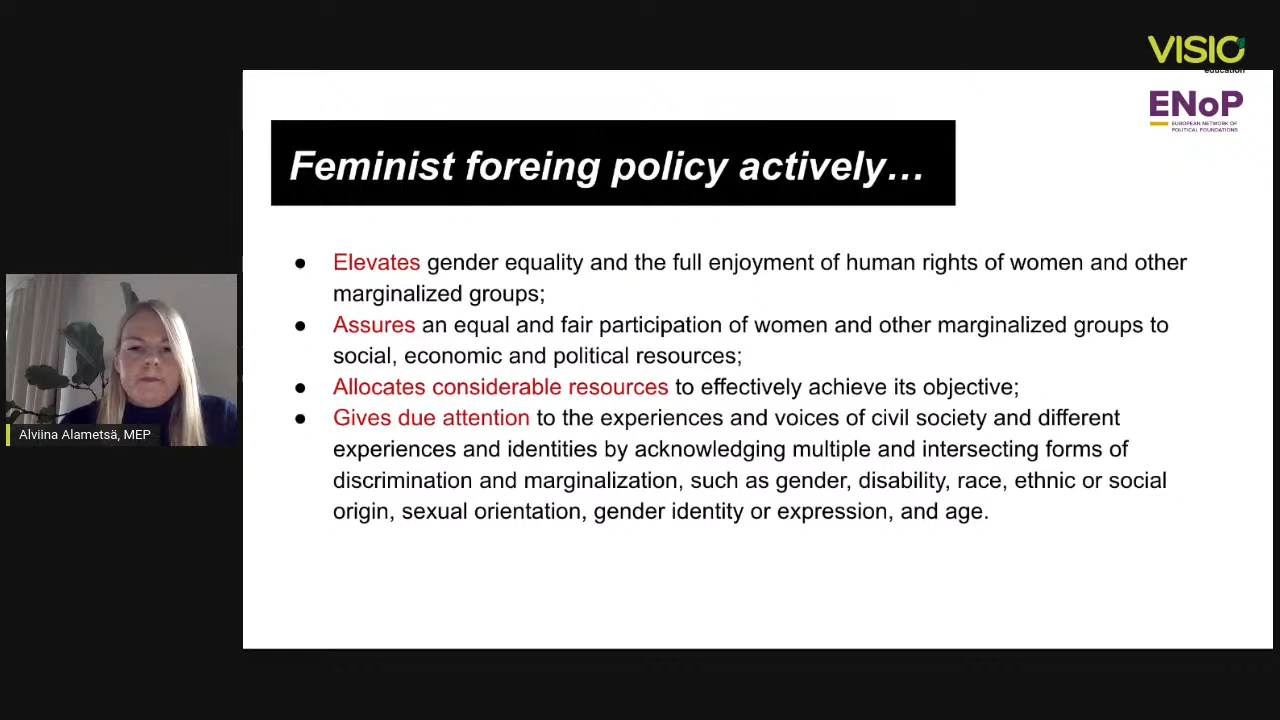 VISIO
education
ENoP
EUROPEAN NETWORK OF
POLITICAL FOUNDATIONS
Feminist foreing policy actively…
● Elevates gender equality and the full enjoyment of human rights of women and other
marginalized groups;
● Assures an equal and fair participation of women and other marginalized groups to
social, economic and political resources;
● Allocates considerable resources to effectively achieve its objective;
● Gives due attention to the experiences and voices of civil society and different
experiences and identities by acknowledging multiple and intersecting forms of
discrimination and marginalization, such as gender, disability, race, ethnic or social
origin, sexual orientation, gender identity or expression, and age.
Alviina Alametsä, MEP